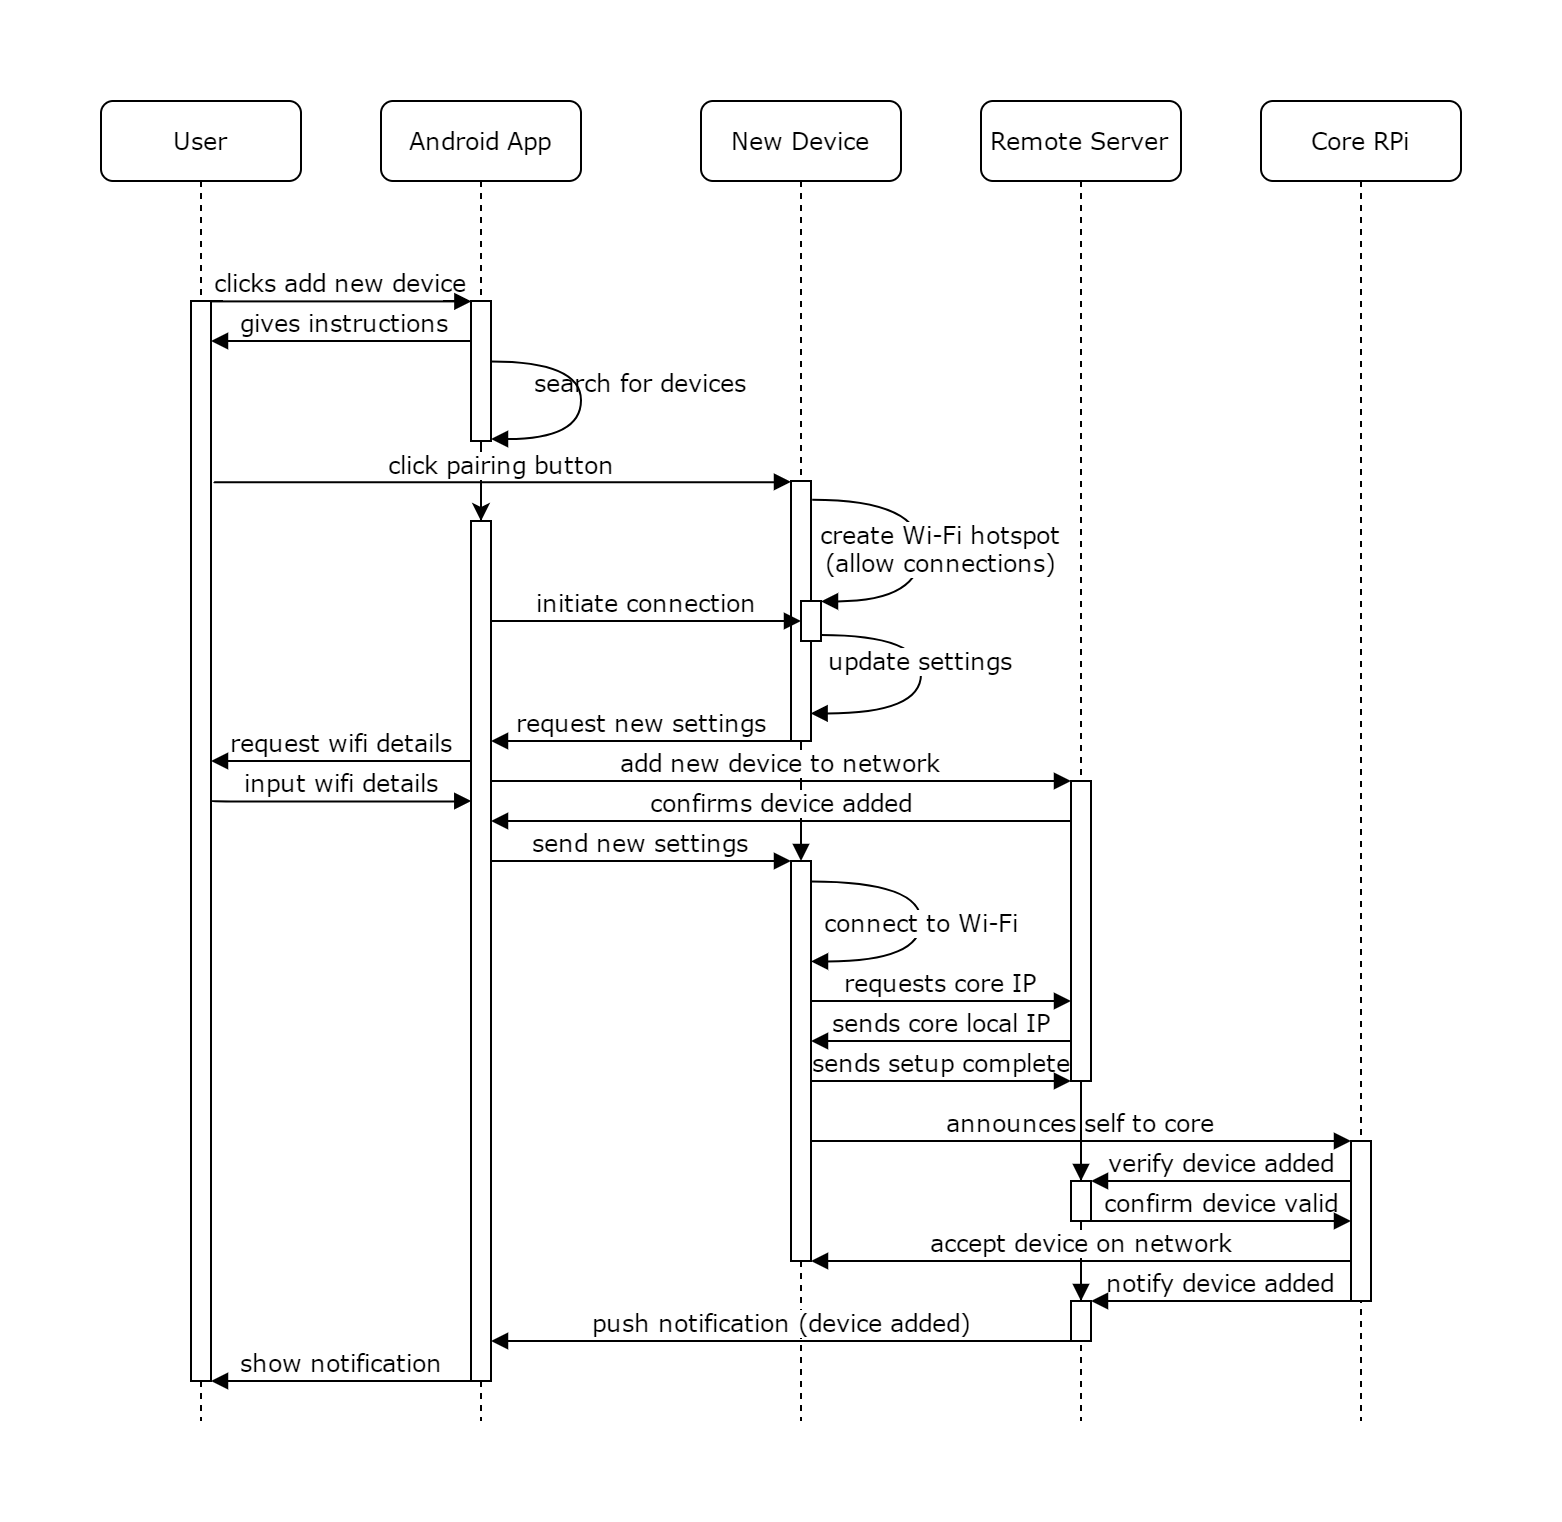 User
Android App
New Device
Remote Server
Core RPi
clicks add new device
gives instructions
search for devices
click pairing button
create Wi-Fi hotspot
(allow connections)
initiate connection
update settings
request new settings
request wifi details
add new device to network
input wifi details
confirms device added
send new settings
connect to Wi-Fi
requests core IP
sends core local IP
sends setup complete
announces self to core
verify device added
confirm device valid
accept device on network
notify device added
push notification (device added)
show notification